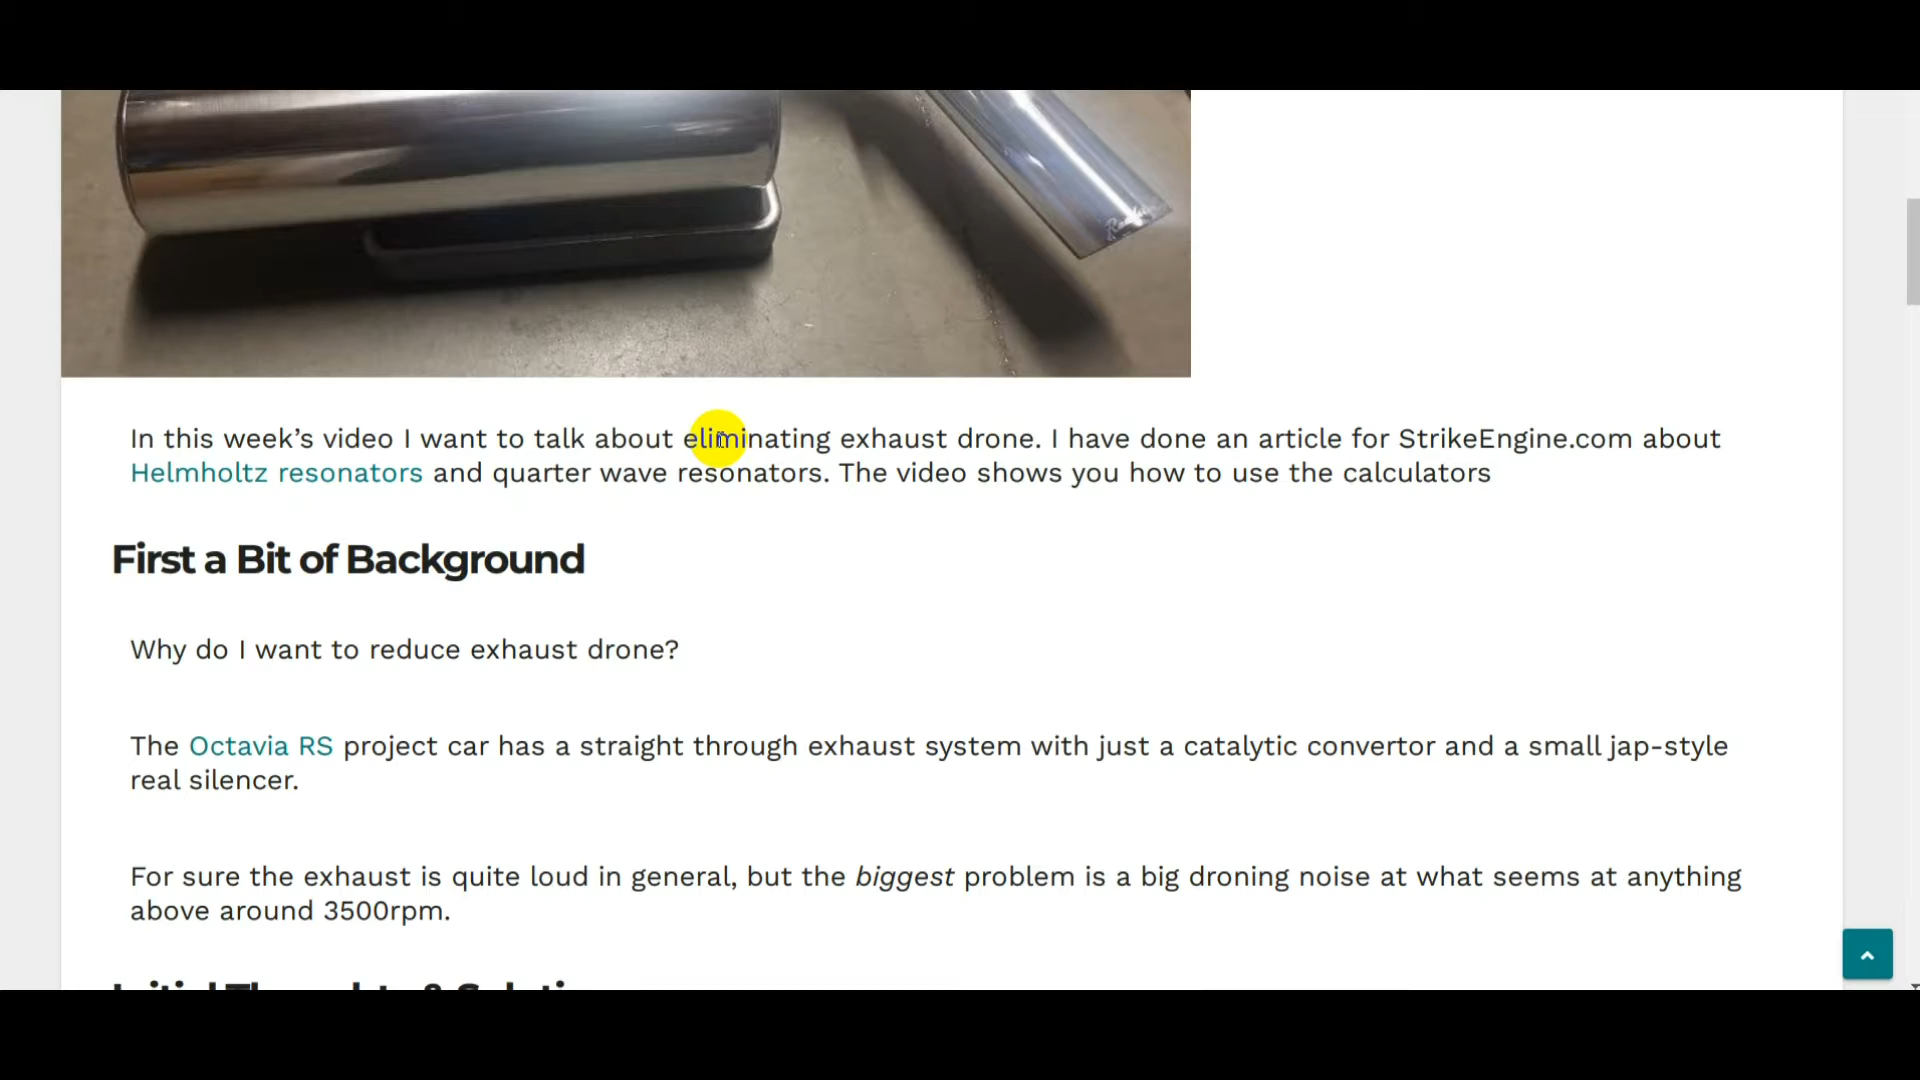 In this week’s video I want to talk about eliminating exhaust drone. I have done an article for StrikeEngine.com about
Helmholtz resonators and quarter wave resonators. The video shows you how to use the calculators
First a Bit of Background
Why do I want to reduce exhaust drone?
The Octavia RS project car has a straight through exhaust system with just a catalytic convertor and a small jap-style
real silencer.
For sure the exhaust is quite loud in general, but the biggest problem is a big droning noise at what seems at anything
above around 3500rpm.